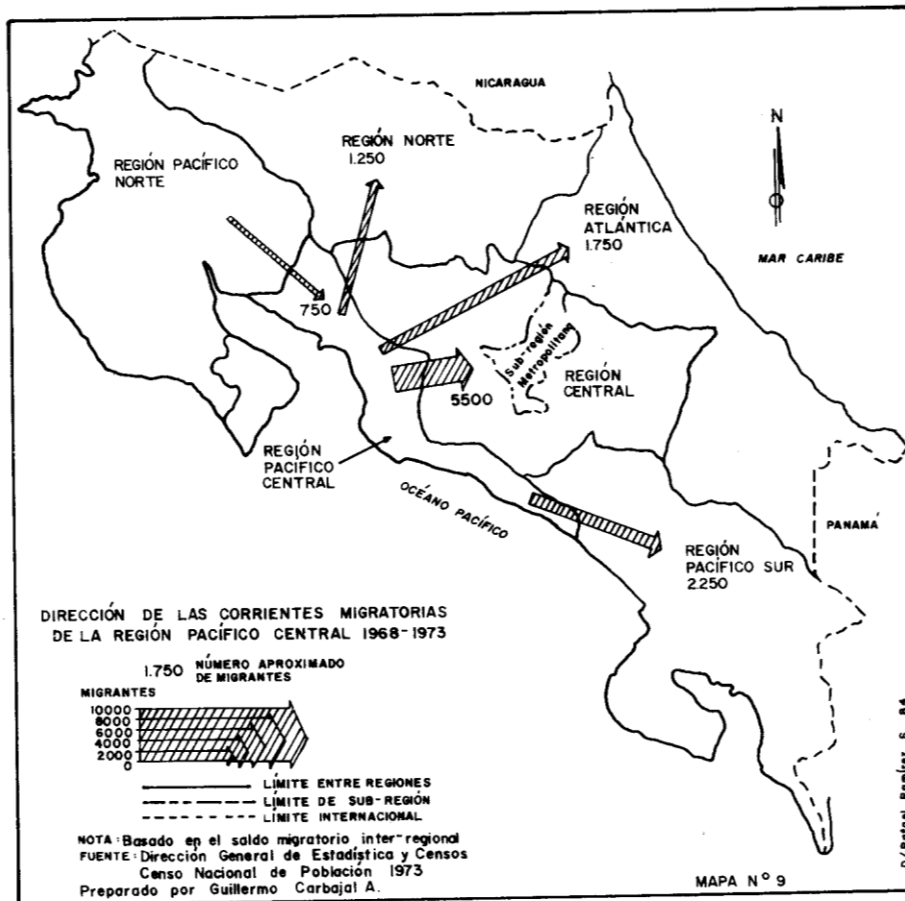 NICARAGUA
N
REGIÓN NORTE
1.250
REGIÓN PACÍFICO
NORTE
REGIÓN
ATLÁNTICA
1.750
MAR CARIBE
750
Sub-región
Metropolitana
REGIÓN
CENTRAL
5500
REGIÓN
PACÍFICO
CENTRAL
OCÉANO PACÍFICO
PANAMÁ
REGIÓN
PACÍFICO SUR
2.250
DIRECCIÓN DE LAS CORRIENTES MIGRATORIAS
DE LA REGIÓN PACÍFICO CENTRAL 1968-1973
1.750 NÚMERO APROXIMADO
DE MIGRANTES
MIGRANTES
10000
8000
6000
4000
2000
0
LÍMITE ENTRE REGIONES
LÍMITE DE SUB-REGIÓN
LÍMITE INTERNACIONAL
NOTA: Basado en el saldo migratorio inter-regional
FUENTE: Dirección General de Estadística y Censos
Censo Nacional de Población 1973
Preparado por Guillermo Carbajal A.
MAPA N° 9
Rafael Ramírez S. 84